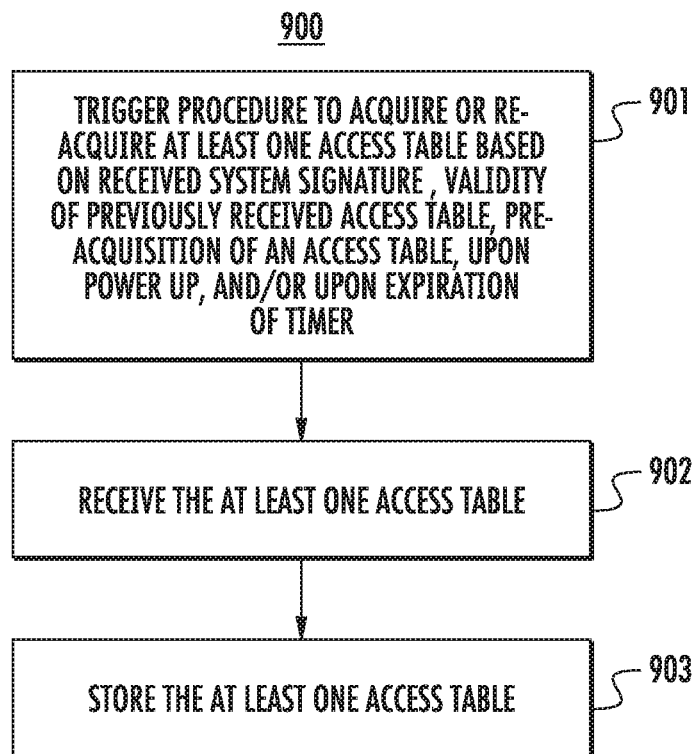 900
TRIGGER PROCEDURE TO ACQUIRE OR RE-
ACQUIRE AT LEAST ONE ACCESS TABLE BASED
ON RECEIVED SYSTEM SIGNATURE , VALIDITY
OF PREVIOUSLY RECEIVED ACCESS TABLE, PRE-
ACQUISITION OF AN ACCESS TABLE, UPON
POWER UP, AND/OR UPON EXPIRATION
OF TIMER
901
RECEIVE THE AT LEAST ONE ACCESS TABLE
902
STORE THE AT LEAST ONE ACCESS TABLE
903